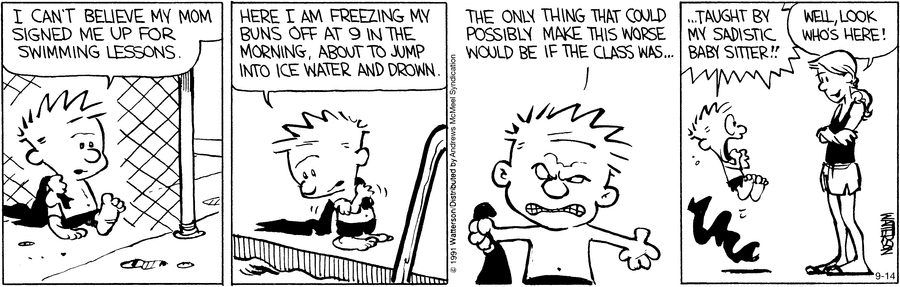 I CAN'T BELIEVE MY MOM
SIGNED ME UP FOR
SWIMMING LESSONS.
HERE I AM FREEZING MY
BUNS OFF AT 9 IN THE
MORNING, ABOUT TO JUMP
INTO ICE WATER AND DROWN.
© 1991 Watterson/Distributed by Andrews McMeel Syndication
THE ONLY THING THAT COULD
POSSIBLY MAKE THIS WORSE
WOULD BE IF THE CLASS WAS...
...TAUGHT BY
MY SADISTIC
BABY SITTER!!
WELL, LOOK
WHO'S HERE!
WATTERSON
9-14